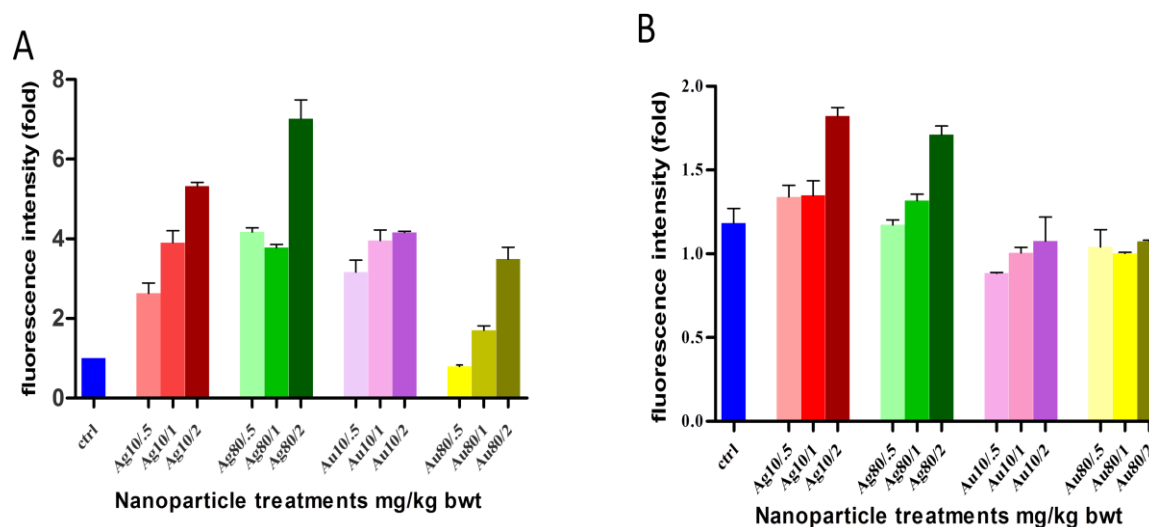 A
fluorescence intensity (fold)
8
6
4
2
0
ctrl
Ag10/.5
Ag10/1
Ag10/2
Ag80/.5
Ag80/1
Ag80/2
Au10/.5
Au10/1
Au10/2
Au80/.5
Au80/1
Au80/2
Nanoparticle treatments mg/kg bwt
B
fluorescence intensity (fold)
2.0
1.5
1.0
0.5
0.0
ctrl
Ag10/.5
Ag10/1
Ag10/2
Ag80/.5
Ag80/1
Ag80/2
Au10/.5
Au10/1
Au10/2
Au80/.5
Au80/1
Au80/2
Nanoparticle treatments mg/kg bwt